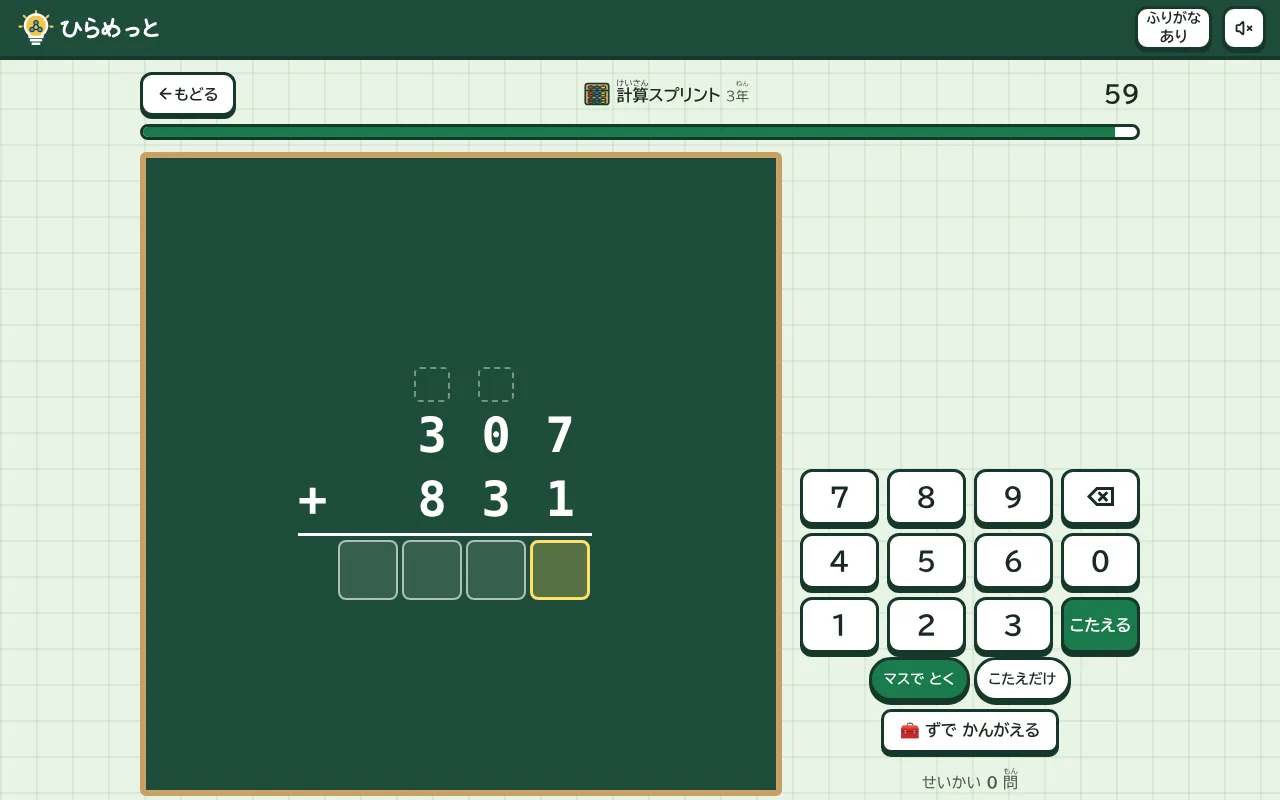 ひらめっと
ふりがな
あり
←もどる
けいさん ねん
計算スプリント 3年
59
3 0 7
+ 8 3 1
7 8 9
4 5 6 0
1 2 3 こたえる
マスで とく こたえだけ
ずで かんがえる
もん
せいかい 0 問